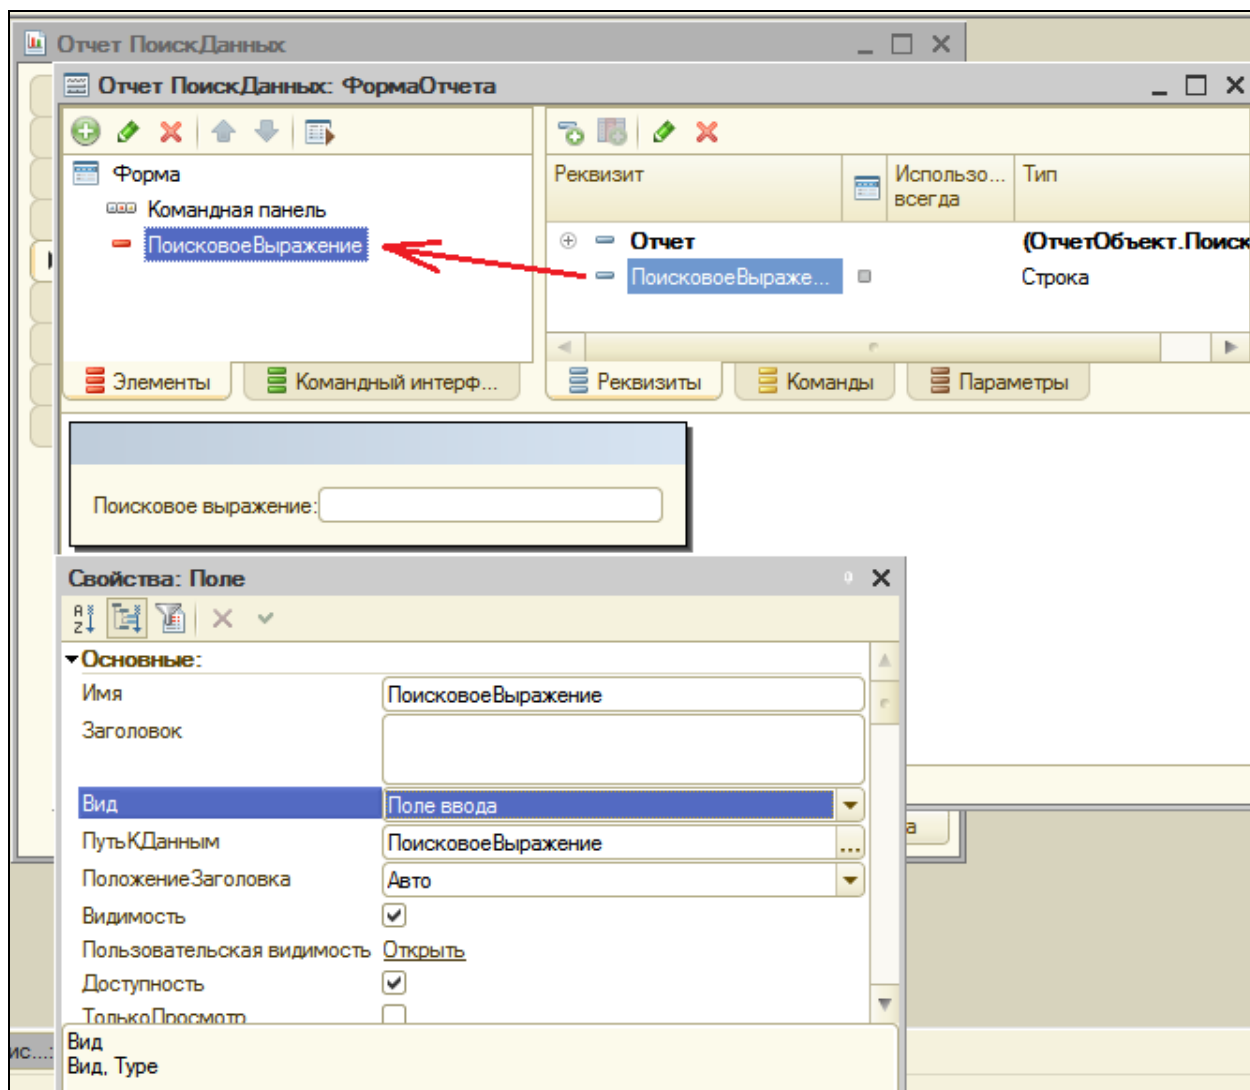 Отчет ПоискДанных
Отчет ПоискДанных: ФормаОтчета
Форма
Командная панель
ПоисковоеВыражение
Реквизит
Использо... всегда
Тип
Отчет
(ОтчетОбъект.Поиск
ПоисковоеВыраже...
Строка
Элементы
Командный интерф...
Реквизиты
Команды
Параметры
Поисковое выражение:
Свойства: Поле
Основные:
Имя
ПоисковоеВыражение
Заголовок
Вид
Поле ввода
ПутьКДанным
ПоисковоеВыражение
ПоложениеЗаголовка
Авто
Видимость
Пользовательская видимость Открыть
Доступность
ТолькоПросмотр
Вид
Вид, Type
ис...:
а